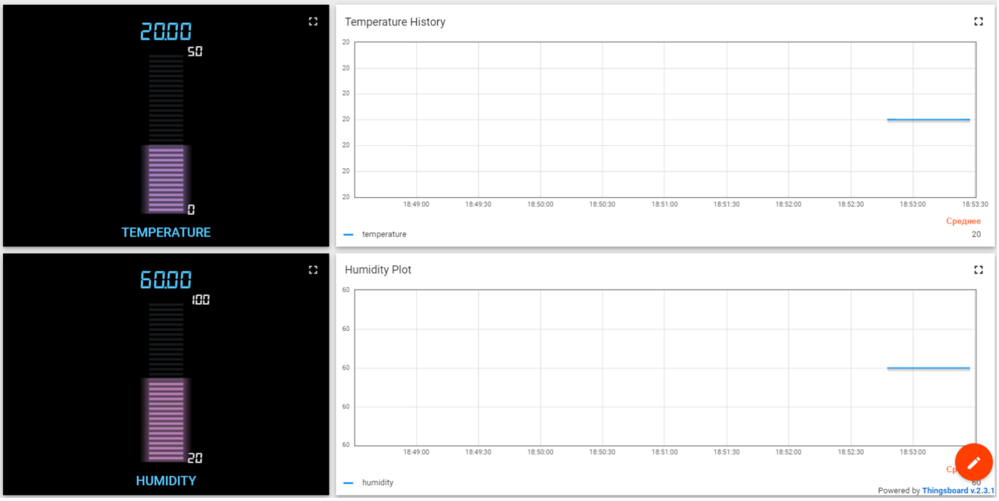 20.00
50
0
TEMPERATURE
Temperature History
20
20
20
20
20
20
20
18:49:00 18:49:30 18:50:00 18:50:30 18:51:00 18:51:30 18:52:00 18:52:30 18:53:00 18:53:30
Среднее
temperature 20
60.00
100
20
HUMIDITY
Humidity Plot
60
60
60
60
60
18:49:00 18:49:30 18:50:00 18:50:30 18:51:00 18:51:30 18:52:00 18:52:30 18:53:00
humidity 60
Powered by Thingsboard v.2.3.1